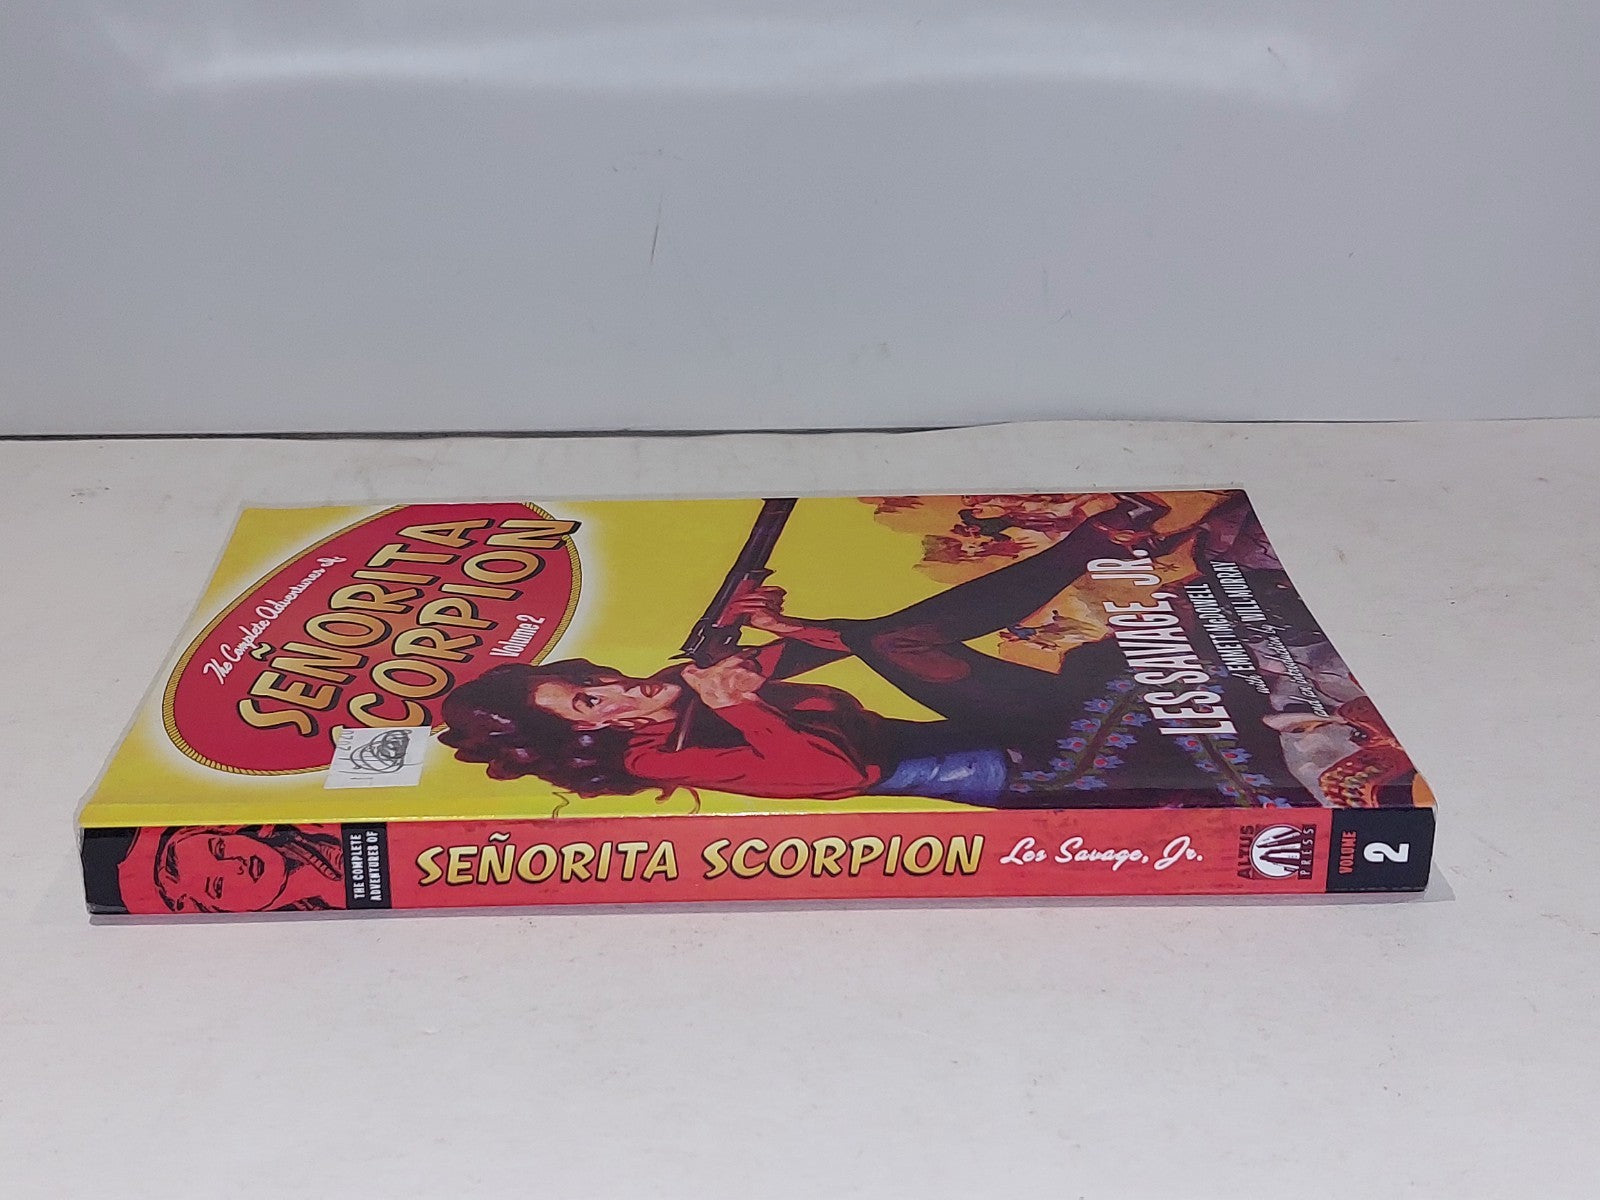 The Complete Adventures of
SEÑORITA
SCORPION
Volume 2
LES SAVAGE, JR.
with EMMETT McDOWELL
and an introduction by WILL MURRAY
THE COMPLETE
ADVENTURES OF
SEÑORITA SCORPION
Les Savage, Jr.
ALTUS
PRESS
VOLUME
2